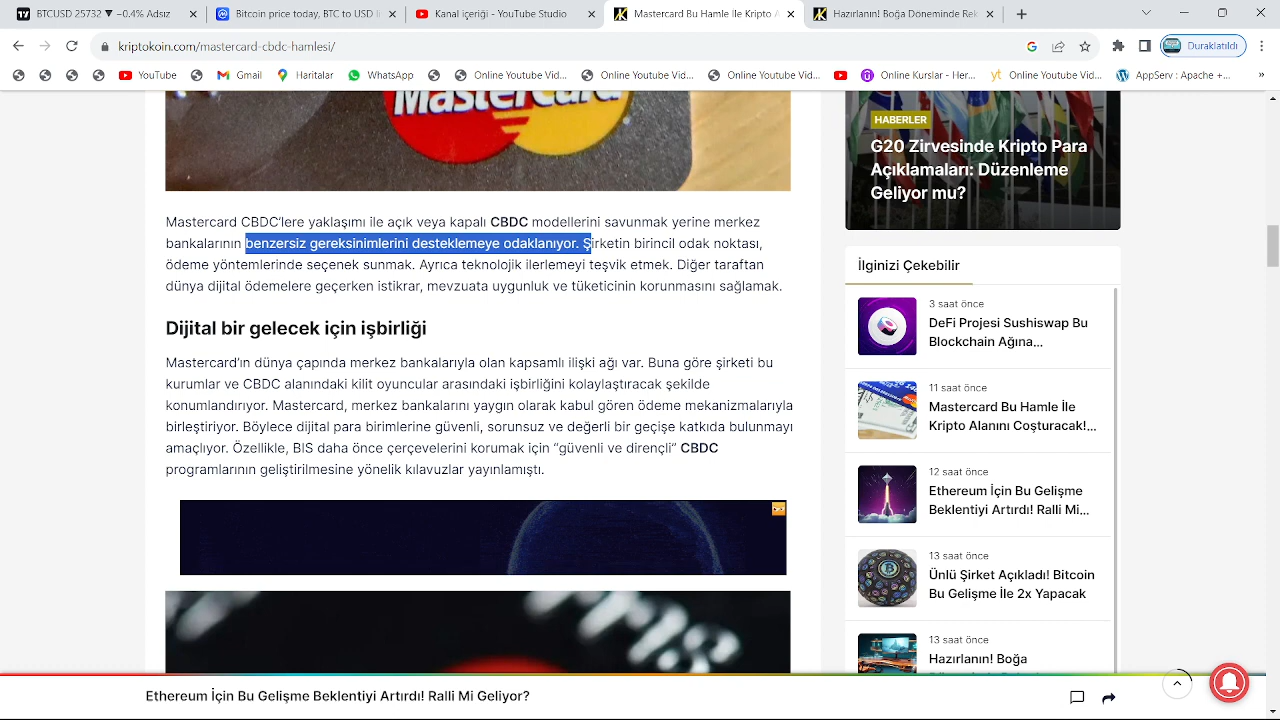 BTCUSD 25732 ▼ −0.4% Adsız
Bitcoin price today, BTC to USD li
Kanal içeriği - YouTube Studio
Mastercard Bu Hamle İle Kripto A
Hazırlanın! Boğa Döneminde Rek
kriptokoin.com/mastercard-cbdc-hamlesi/
Duraklatıldı
YouTube
Gmail
Haritalar
WhatsApp
Online Youtube Vid...
Online Youtube Vid...
Online Youtube Vid...
Online Kurslar - Her...
Online Youtube Vid...
AppServ : Apache +...
»
MasterCard
Mastercard CBDC'lere yaklaşımı ile açık veya kapalı CBDC modellerini savunmak yerine merkez
bankalarının benzersiz gereksinimlerini desteklemeye odaklanıyor. Şirketin birincil odak noktası,
ödeme yöntemlerinde seçenek sunmak. Ayrıca teknolojik ilerlemeyi teşvik etmek. Diğer taraftan
dünya dijital ödemelere geçerken istikrar, mevzuata uygunluk ve tüketicinin korunmasını sağlamak.
Dijital bir gelecek için işbirliği
Mastercard'ın dünya çapında merkez bankalarıyla olan kapsamlı ilişki ağı var. Buna göre şirketi bu
kurumlar ve CBDC alanındaki kilit oyuncular arasındaki işbirliğini kolaylaştıracak şekilde
konumlandırıyor. Mastercard, merkez bankalarını yaygın olarak kabul gören ödeme mekanizmalarıyla
birleştiriyor. Böylece dijital para birimlerine güvenli, sorunsuz ve değerli bir geçişe katkıda bulunmayı
amaçlıyor. Özellikle, BIS daha önce çerçevelerini korumak için “güvenli ve dirençli” CBDC
programlarının geliştirilmesine yönelik kılavuzlar yayınlamıştı.
HABERLER
G20 Zirvesinde Kripto Para
Açıklamaları: Düzenleme
Geliyor mu?
İlginizi Çekebilir
3 saat önce
DeFi Projesi Sushiswap Bu
Blockchain Ağına...
11 saat önce
Mastercard Bu Hamle İle
Kripto Alanını Coşturacak!...
12 saat önce
Ethereum İçin Bu Gelişme
Beklentiyi Artırdı! Ralli Mi...
13 saat önce
Ünlü Şirket Açıkladı! Bitcoin
Bu Gelişme İle 2x Yapacak
13 saat önce
Hazırlanın! Boğa
Ethereum İçin Bu Gelişme Beklentiyi Artırdı! Ralli Mi Geliyor?